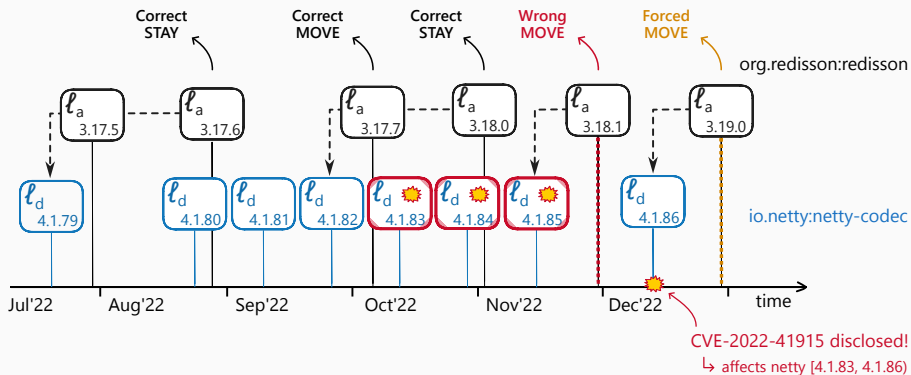 Correct
STAY
Correct
MOVE
Correct
STAY
Wrong
MOVE
Forced
MOVE
org.redisson:redisson
ℓa
3.17.5
ℓa
3.17.6
ℓa
3.17.7
ℓa
3.18.0
ℓa
3.18.1
ℓa
3.19.0
ℓd
4.1.79
ℓd
4.1.80
ℓd
4.1.81
ℓd
4.1.82
ℓd
4.1.83
ℓd
4.1.84
ℓd
4.1.85
ℓd
4.1.86
io.netty:netty-codec
Jul'22 Aug'22 Sep'22 Oct'22 Nov'22 Dec'22 time
CVE-2022-41915 disclosed!
↳ affects netty [4.1.83, 4.1.86)